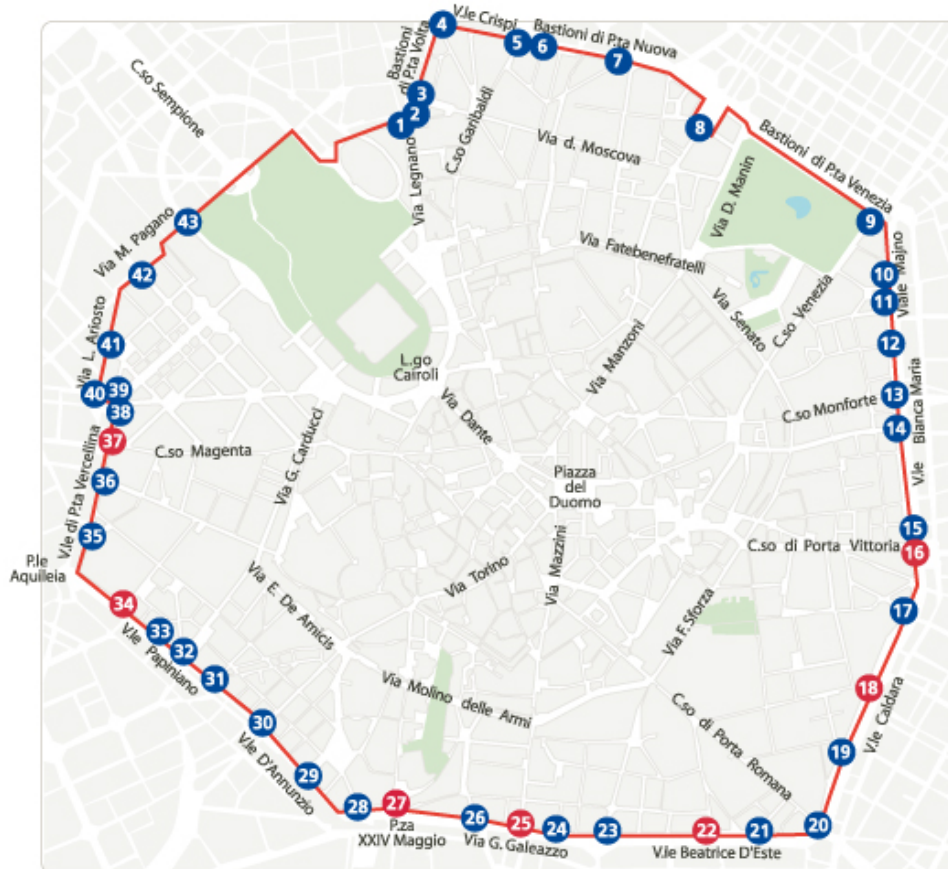 V.le Crispi
Bastioni di P.ta Nuova
Bastioni
di P.ta Volta
4
5
6
7
3
2
1
8
C.so Sempione
C.so Garibaldi
Via Legnano
Via d. Moscova
Bastioni di P.ta Venezia
Via D. Manin
9
43
Via M. Pagano
42
Via Fatebenefratelli
Via Senato
C.so Venezia
10
11
Viale Majno
12
Via L. Ariosto
41
40
39
38
37
L.go
Cairoli
Via Manzoni
Via Dante
C.so Monforte
13
14
V.le Bianca Maria
C.so Magenta
Via G. Carducci
V.le di P.ta Vercellina
36
35
Piazza
del
Duomo
Via Mazzini
Via Torino
C.so di Porta Vittoria
15
16
17
P.le
Aquileia
34
33
32
31
V.le Papiniano
Via E. De Amicis
Via F. Sforza
Via Molino delle Armi
C.so di Porta Romana
18
V.le Caldara
19
30
V.le D'Annunzio
29
28
27
P.za
XXIV Maggio
26
25
24
Via G. Galeazzo
23
22
21
20
V.le Beatrice D'Este